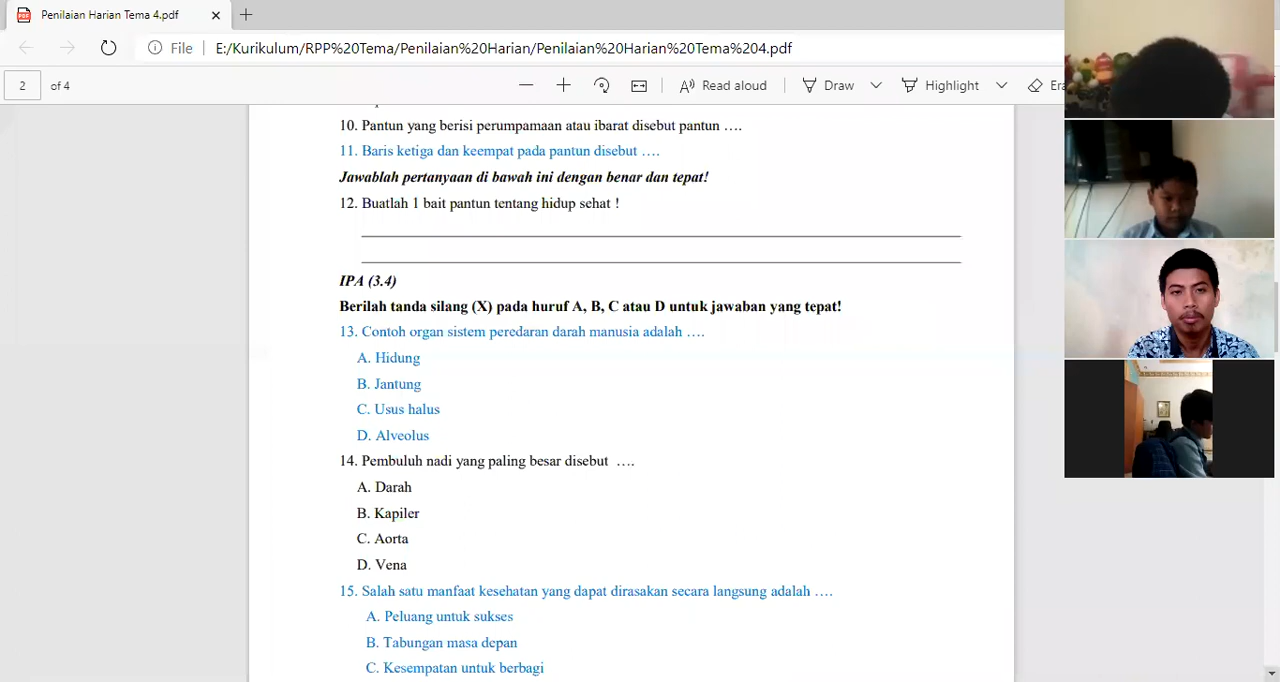 Penilaian Harian Tema 4.pdf
File
E:/Kurikulum/RPP%20Tema/Penilaian%20Harian/Penilaian%20Harian%20Tema%204.pdf
2 of 4
Read aloud
Draw
Highlight
Era
10. Pantun yang berisi perumpamaan atau ibarat disebut pantun ....
11. Baris ketiga dan keempat pada pantun disebut ....
Jawablah pertanyaan di bawah ini dengan benar dan tepat!
12. Buatlah 1 bait pantun tentang hidup sehat !
IPA (3.4)
Berilah tanda silang (X) pada huruf A, B, C atau D untuk jawaban yang tepat!
13. Contoh organ sistem peredaran darah manusia adalah ....
A. Hidung
B. Jantung
C. Usus halus
D. Alveolus
14. Pembuluh nadi yang paling besar disebut ....
A. Darah
B. Kapiler
C. Aorta
D. Vena
15. Salah satu manfaat kesehatan yang dapat dirasakan secara langsung adalah ....
A. Peluang untuk sukses
B. Tabungan masa depan
C. Kesempatan untuk berbagi